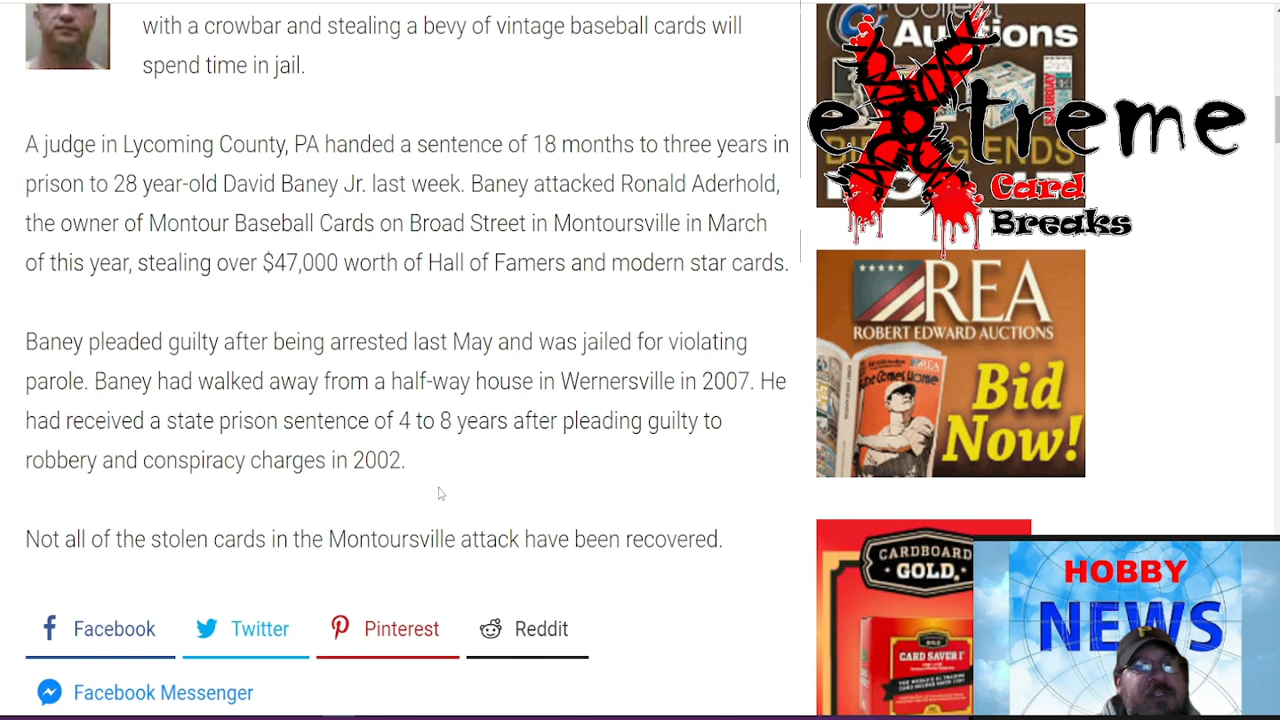 with a crowbar and stealing a bevy of vintage baseball cards will
spend time in jail.
A judge in Lycoming County, PA handed a sentence of 18 months to three years in
prison to 28 year-old David Baney Jr. last week. Baney attacked Ronald Aderhold,
the owner of Montour Baseball Cards on Broad Street in Montoursville in March
of this year, stealing over $47,000 worth of Hall of Famers and modern star cards.
Baney pleaded guilty after being arrested last May and was jailed for violating
parole. Baney had walked away from a half-way house in Wernersville in 2007. He
had received a state prison sentence of 4 to 8 years after pleading guilty to
robbery and conspiracy charges in 2002.
Not all of the stolen cards in the Montoursville attack have been recovered.
Facebook
Twitter
Pinterest
Reddit
Facebook Messenger
Collect
Auctions
eXtreme
Card
Breaks
REA
ROBERT EDWARD AUCTIONS
Bid
Now!
CARDBOARD
GOLD
CARD SAVER I
HOBBY
NEWS